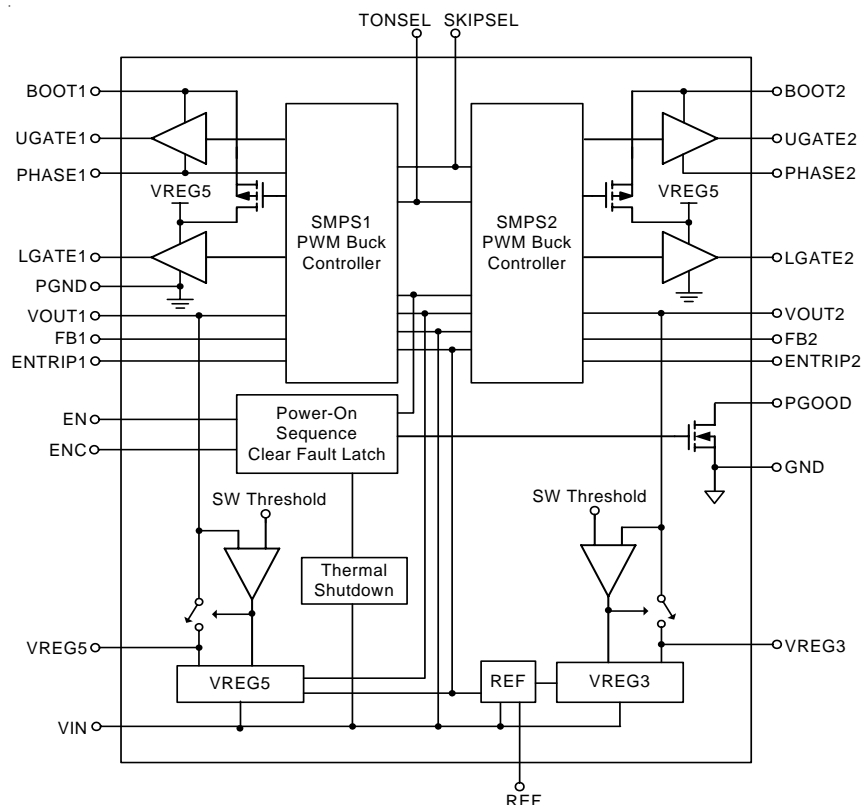 TONSEL SKIPSEL
BOOT1
BOOT2
UGATE1
UGATE2
PHASE1
PHASE2
VREG5
VREG5
SMPS1
PWM Buck
Controller
SMPS2
PWM Buck
Controller
LGATE1
LGATE2
PGND
VOUT1
VOUT2
FB1
FB2
ENTRIP1
ENTRIP2
EN
ENC
Power-On
Sequence
Clear Fault Latch
PGOOD
GND
SW Threshold
SW Threshold
Thermal
Shutdown
VREG5
VREG3
VREG5
REF
VREG3
VIN
REF